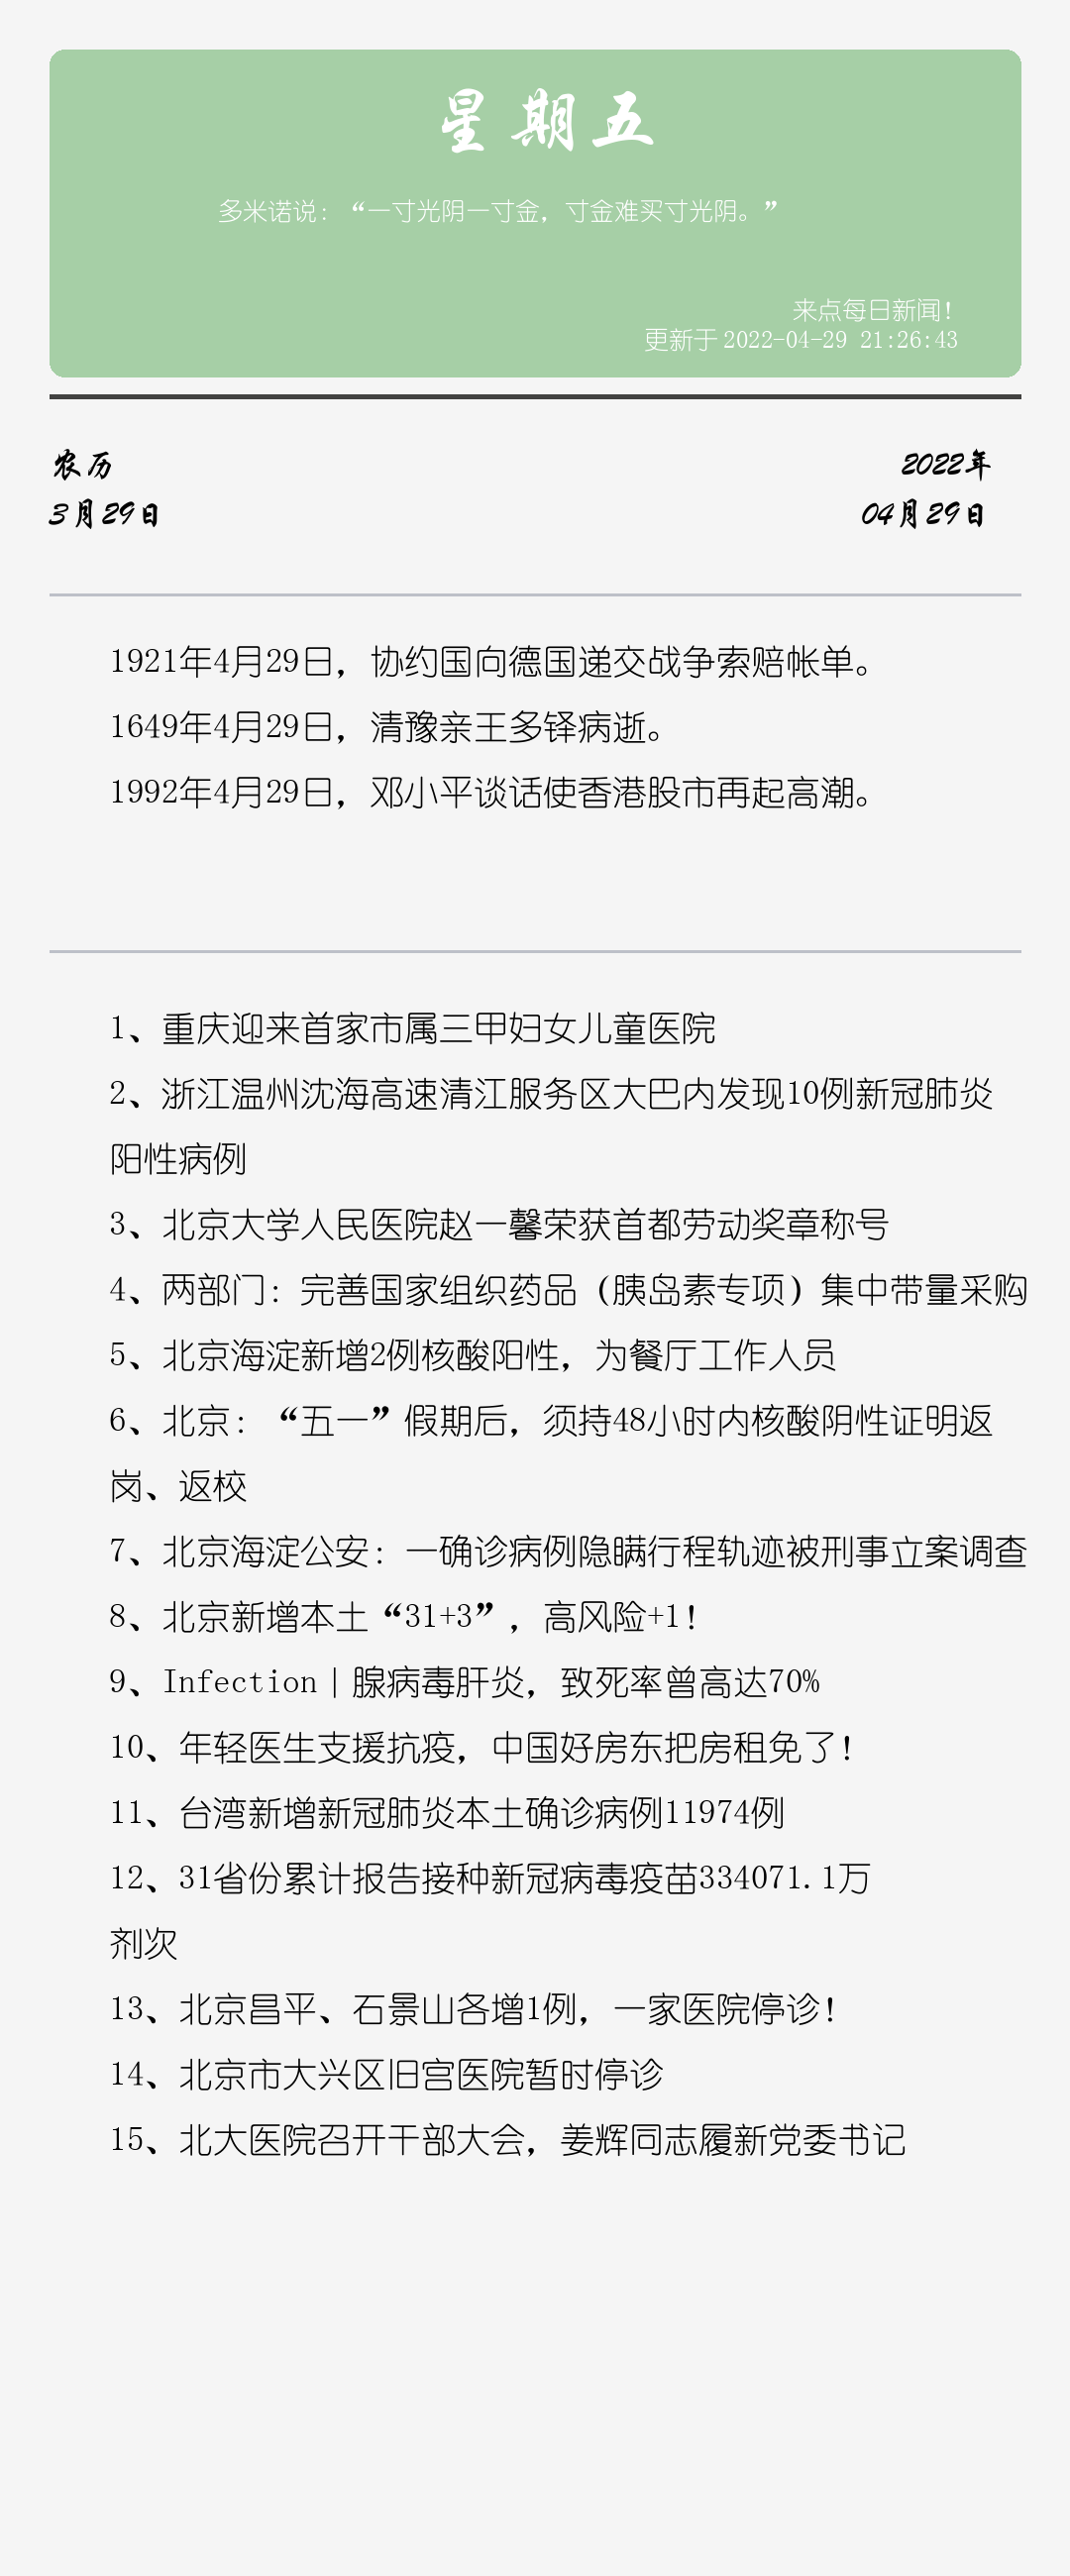 星期五
多米诺说：“一寸光阴一寸金，寸金难买寸光阴。”
来点每日新闻！
更新于 2022-04-29 21:26:43
农历
3月29日
2022年
04月29日
1921年4月29日，协约国向德国递交战争索赔帐单。
1649年4月29日，清豫亲王多铎病逝。
1992年4月29日，邓小平谈话使香港股市再起高潮。
1、重庆迎来首家市属三甲妇女儿童医院
2、浙江温州沈海高速清江服务区大巴内发现10例新冠肺炎
阳性病例
3、北京大学人民医院赵一馨荣获首都劳动奖章称号
4、两部门：完善国家组织药品（胰岛素专项）集中带量采购
5、北京海淀新增2例核酸阳性，为餐厅工作人员
6、北京：“五一”假期后，须持48小时内核酸阴性证明返
岗、返校
7、北京海淀公安：一确诊病例隐瞒行程轨迹被刑事立案调查
8、北京新增本土“31+3”，高风险+1！
9、Infection｜腺病毒肝炎，致死率曾高达70%
10、年轻医生支援抗疫，中国好房东把房租免了！
11、台湾新增新冠肺炎本土确诊病例11974例
12、31省份累计报告接种新冠病毒疫苗334071.1万
剂次
13、北京昌平、石景山各增1例，一家医院停诊！
14、北京市大兴区旧宫医院暂时停诊
15、北大医院召开干部大会，姜辉同志履新党委书记